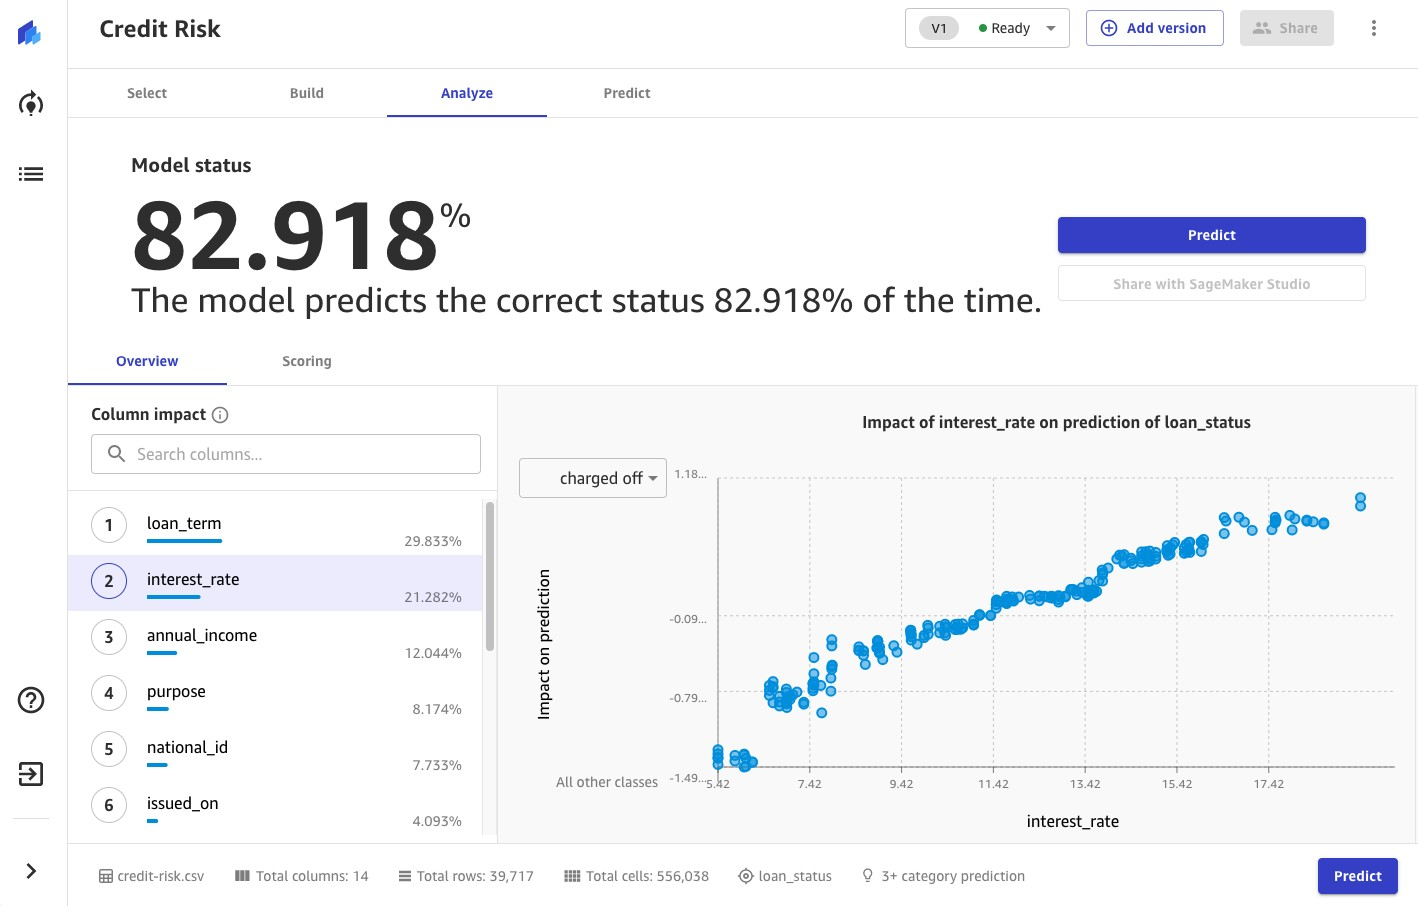 Credit Risk
V1
Ready
Add version
Share
Select
Build
Analyze
Predict
Model status
82.918%
The model predicts the correct status 82.918% of the time.
Predict
Share with SageMaker Studio
Overview
Scoring
Column impact
Search columns...
1 loan_term 29.833%
2 interest_rate 21.282%
3 annual_income 12.044%
4 purpose 8.174%
5 national_id 7.733%
6 issued_on 4.093%
Impact of interest_rate on prediction of loan_status
charged off
1.18...
-0.09...
-0.79...
-1.49...
Impact on prediction
All other classes
5.42 7.42 9.42 11.42 13.42 15.42 17.42
interest_rate
credit-risk.csv
Total columns: 14
Total rows: 39,717
Total cells: 556,038
loan_status
3+ category prediction
Predict